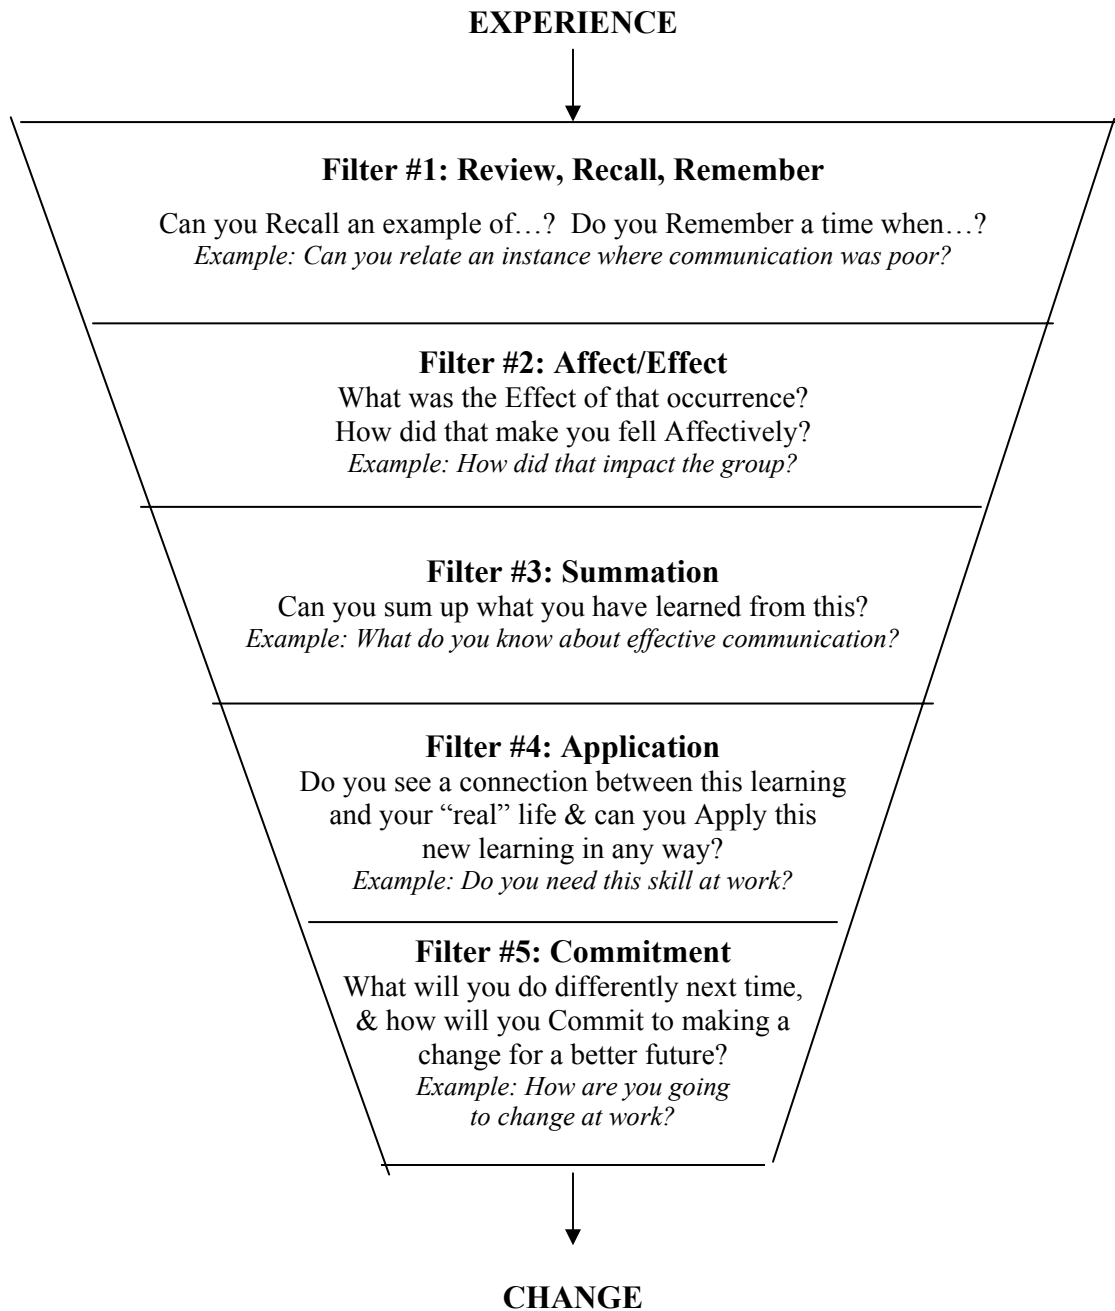 EXPERIENCE
Filter #1: Review, Recall, Remember
Can you Recall an example of…?  Do you Remember a time when…?
Example: Can you relate an instance where communication was poor?
Filter #2: Affect/Effect
What was the Effect of that occurrence?
How did that make you fell Affectively?
Example: How did that impact the group?
Filter #3: Summation
Can you sum up what you have learned from this?
Example: What do you know about effective communication?
Filter #4: Application
Do you see a connection between this learning
and your “real” life & can you Apply this
new learning in any way?
Example: Do you need this skill at work?
Filter #5: Commitment
What will you do differently next time,
& how will you Commit to making a
change for a better future?
Example: How are you going
to change at work?
CHANGE